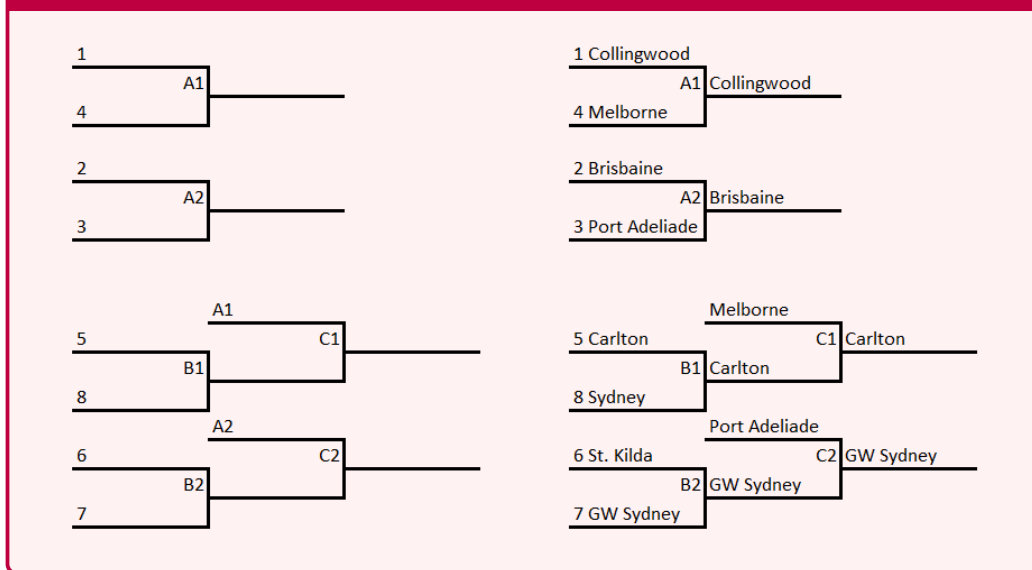 1
A1
4
2
A2
3
A1
5
C1
B1
8
A2
6
C2
B2
7
1 Collingwood
A1 Collingwood
4 Melborne
2 Brisbaine
A2 Brisbaine
3 Port Adeliade
Melborne
5 Carlton
C1 Carlton
B1 Carlton
8 Sydney
Port Adeliade
6 St. Kilda
C2 GW Sydney
B2 GW Sydney
7 GW Sydney